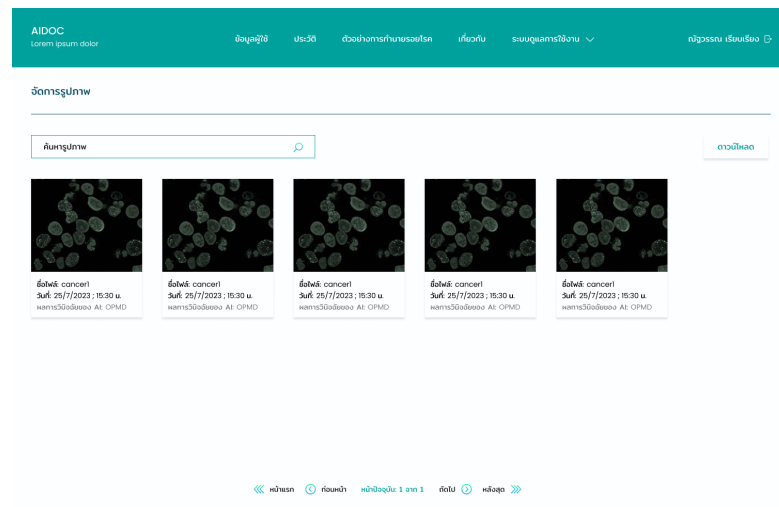 AIDOC
Lorem ipsum dolor
ข้อมูลผู้ใช้ ประวัติ ตัวอย่างการทำนายรอยโรค เกี่ยวกับ ระบบดูแลการใช้งาน
ณัฐวรรณ เรียบเรียง
จัดการรูปภาพ
ค้นหารูปภาพ
ดาวน์โหลด
ชื่อไฟล์: cancer1
วันที่: 25/7/2023 ; 15:30 น.
ผลการวินิจฉัยของ AI: OPMD
ชื่อไฟล์: cancer1
วันที่: 25/7/2023 ; 15:30 น.
ผลการวินิจฉัยของ AI: OPMD
ชื่อไฟล์: cancer1
วันที่: 25/7/2023 ; 15:30 น.
ผลการวินิจฉัยของ AI: OPMD
ชื่อไฟล์: cancer1
วันที่: 25/7/2023 ; 15:30 น.
ผลการวินิจฉัยของ AI: OPMD
ชื่อไฟล์: cancer1
วันที่: 25/7/2023 ; 15:30 น.
ผลการวินิจฉัยของ AI: OPMD
หน้าแรก ก่อนหน้า หน้าปัจจุบัน: 1 จาก 1 ถัดไป หลังสุด